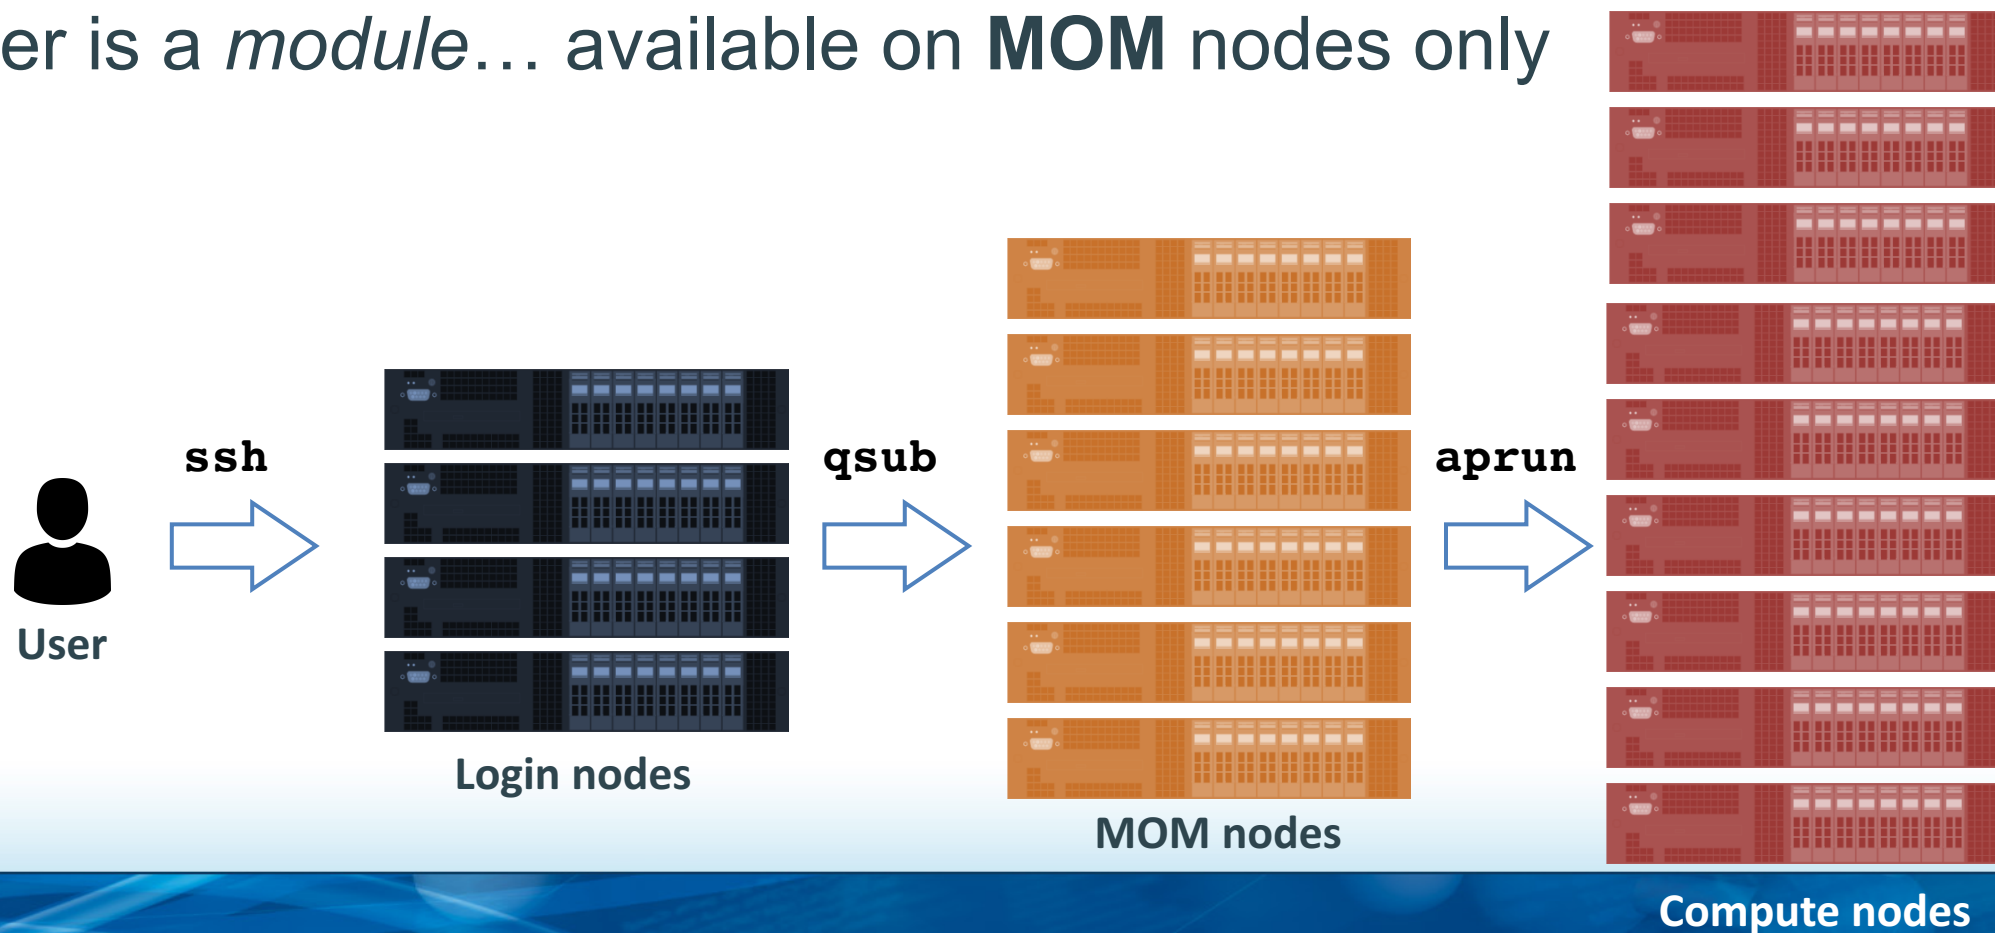 er is a module… available on MOM nodes only
ssh
qsub
aprun
User
Login nodes
MOM nodes
Compute nodes